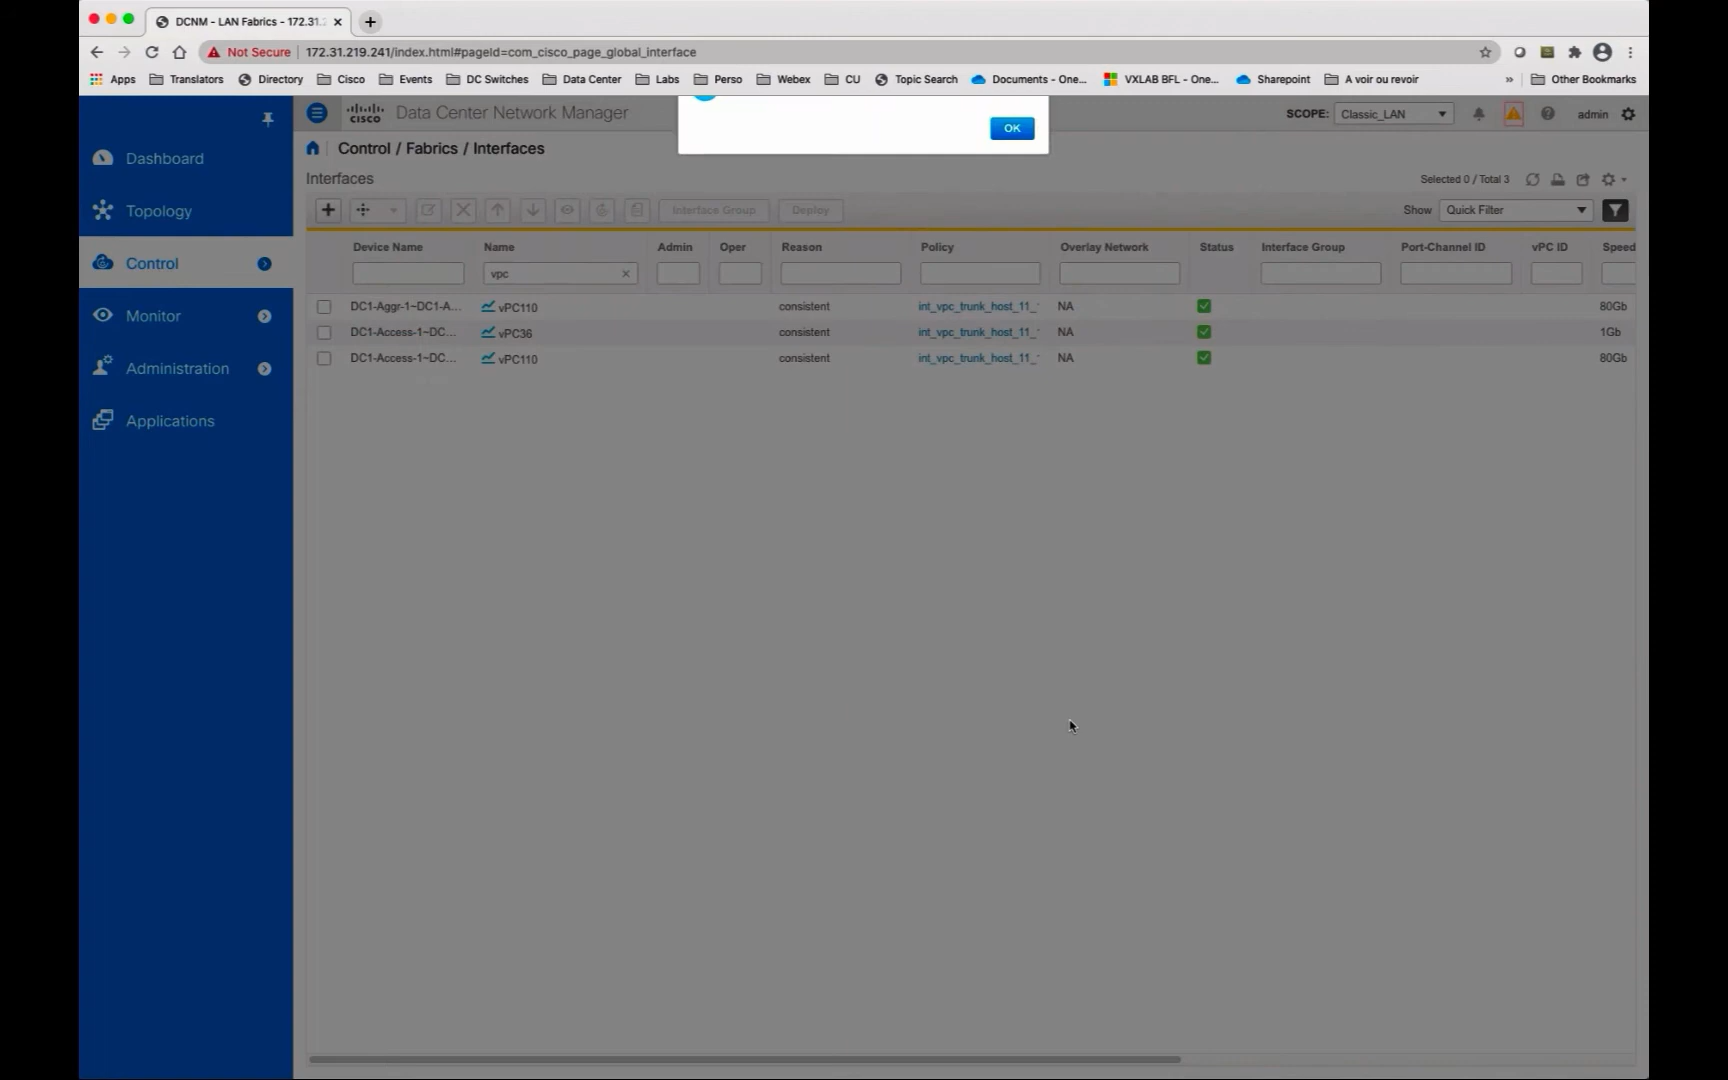 DCNM - LAN Fabrics - 172.31.2
Not Secure 172.31.219.241/index.html#pageId=com_cisco_page_global_interface
Apps Translators Directory Cisco Events DC Switches Data Center Labs Perso Webex CU Topic Search Documents - One... VXLAB BFL - One... Sharepoint A voir ou revoir » Other Bookmarks
cisco Data Center Network Manager SCOPE: Classic_LAN admin
OK
Dashboard
Topology
Control
Monitor
Administration
Applications
Control / Fabrics / Interfaces
Interfaces Selected 0 / Total 3
Interface Group Deploy Show Quick Filter
Device Name Name Admin Oper Reason Policy Overlay Network Status Interface Group Port-Channel ID vPC ID Speed
vpc
DC1-Aggr-1~DC1-A... vPC110 consistent int_vpc_trunk_host_11_ NA 80Gb
DC1-Access-1~DC... vPC36 consistent int_vpc_trunk_host_11_ NA 1Gb
DC1-Access-1~DC... vPC110 consistent int_vpc_trunk_host_11_ NA 80Gb